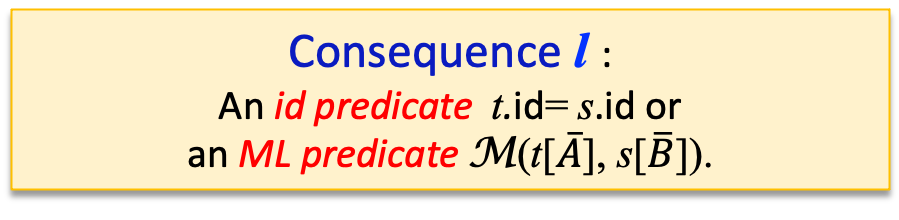 Consequence l :
An id predicate t.id= s.id or
an ML predicate ℳ(t[Ā], s[B̄]).